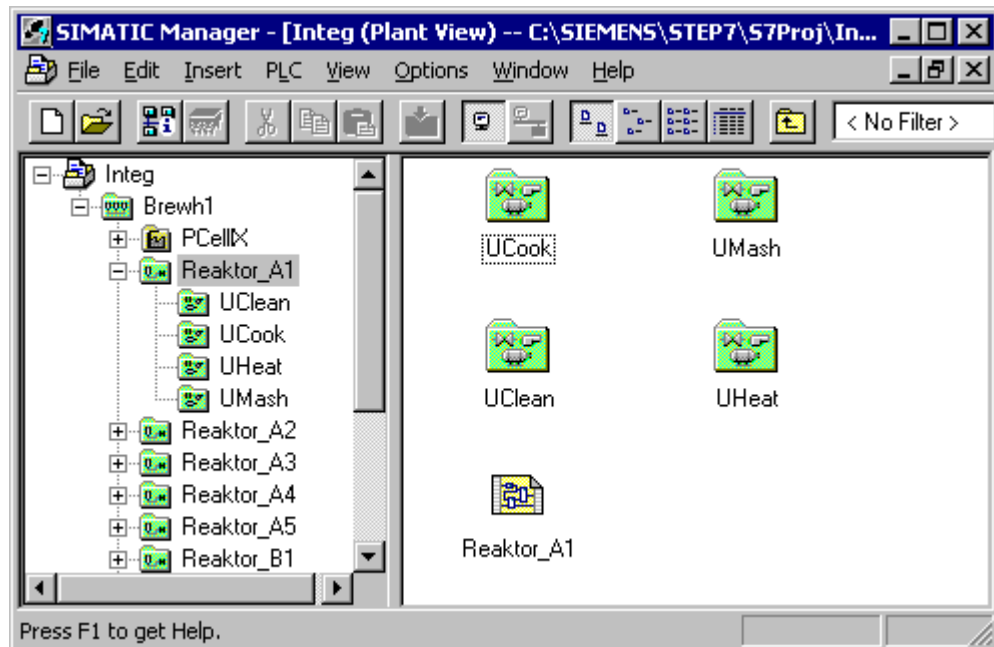 SIMATIC Manager - [Integ (Plant View) -- C:\SIEMENS\STEP7\S7Proj\In...
File Edit Insert PLC View Options Window Help
< No Filter >
Integ
Brewh1
PCellX
Reaktor_A1
UClean
UCook
UHeat
UMash
Reaktor_A2
Reaktor_A3
Reaktor_A4
Reaktor_A5
Reaktor_B1
UCook UMash
UClean UHeat
Reaktor_A1
Press F1 to get Help.